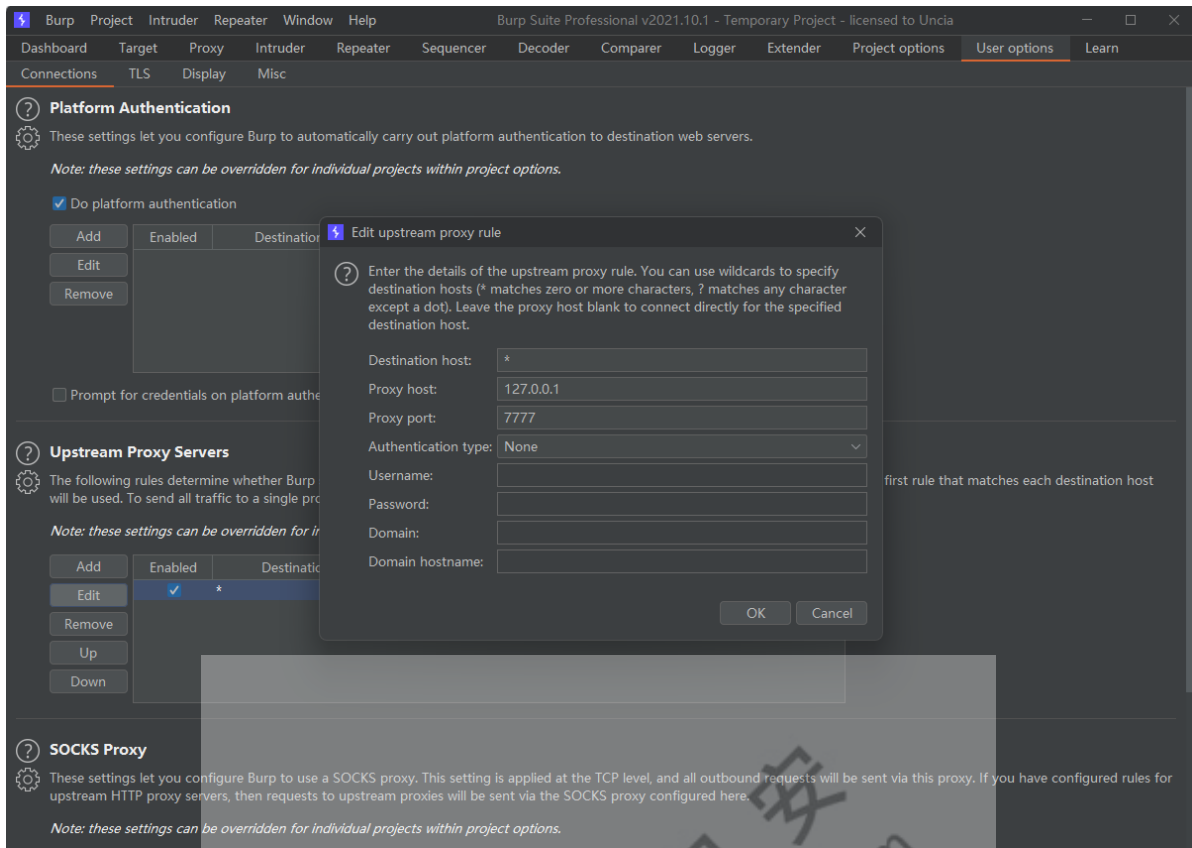 Burp Project Intruder Repeater Window Help Burp Suite Professional v2021.10.1 - Temporary Project - licensed to Uncia
Dashboard Target Proxy Intruder Repeater Sequencer Decoder Comparer Logger Extender Project options User options Learn
Connections TLS Display Misc
Platform Authentication
These settings let you configure Burp to automatically carry out platform authentication to destination web servers.
Note: these settings can be overridden for individual projects within project options.
Do platform authentication
Add
Edit
Remove
Enabled Destination
Prompt for credentials on platform authe
Edit upstream proxy rule
Enter the details of the upstream proxy rule. You can use wildcards to specify
destination hosts (* matches zero or more characters, ? matches any character
except a dot). Leave the proxy host blank to connect directly for the specified
destination host.
Destination host: *
Proxy host: 127.0.0.1
Proxy port: 7777
Authentication type: None
Username:
Password:
Domain:
Domain hostname:
OK Cancel
Upstream Proxy Servers
The following rules determine whether Burp first rule that matches each destination host
will be used. To send all traffic to a single pro
Note: these settings can be overridden for in
Add
Edit
Remove
Up
Down
Enabled Destinatio
*
SOCKS Proxy
These settings let you configure Burp to use a SOCKS proxy. This setting is applied at the TCP level, and all outbound requests will be sent via this proxy. If you have configured rules for
upstream HTTP proxy servers, then requests to upstream proxies will be sent via the SOCKS proxy configured here.
Note: these settings can be overridden for individual projects within project options.
安